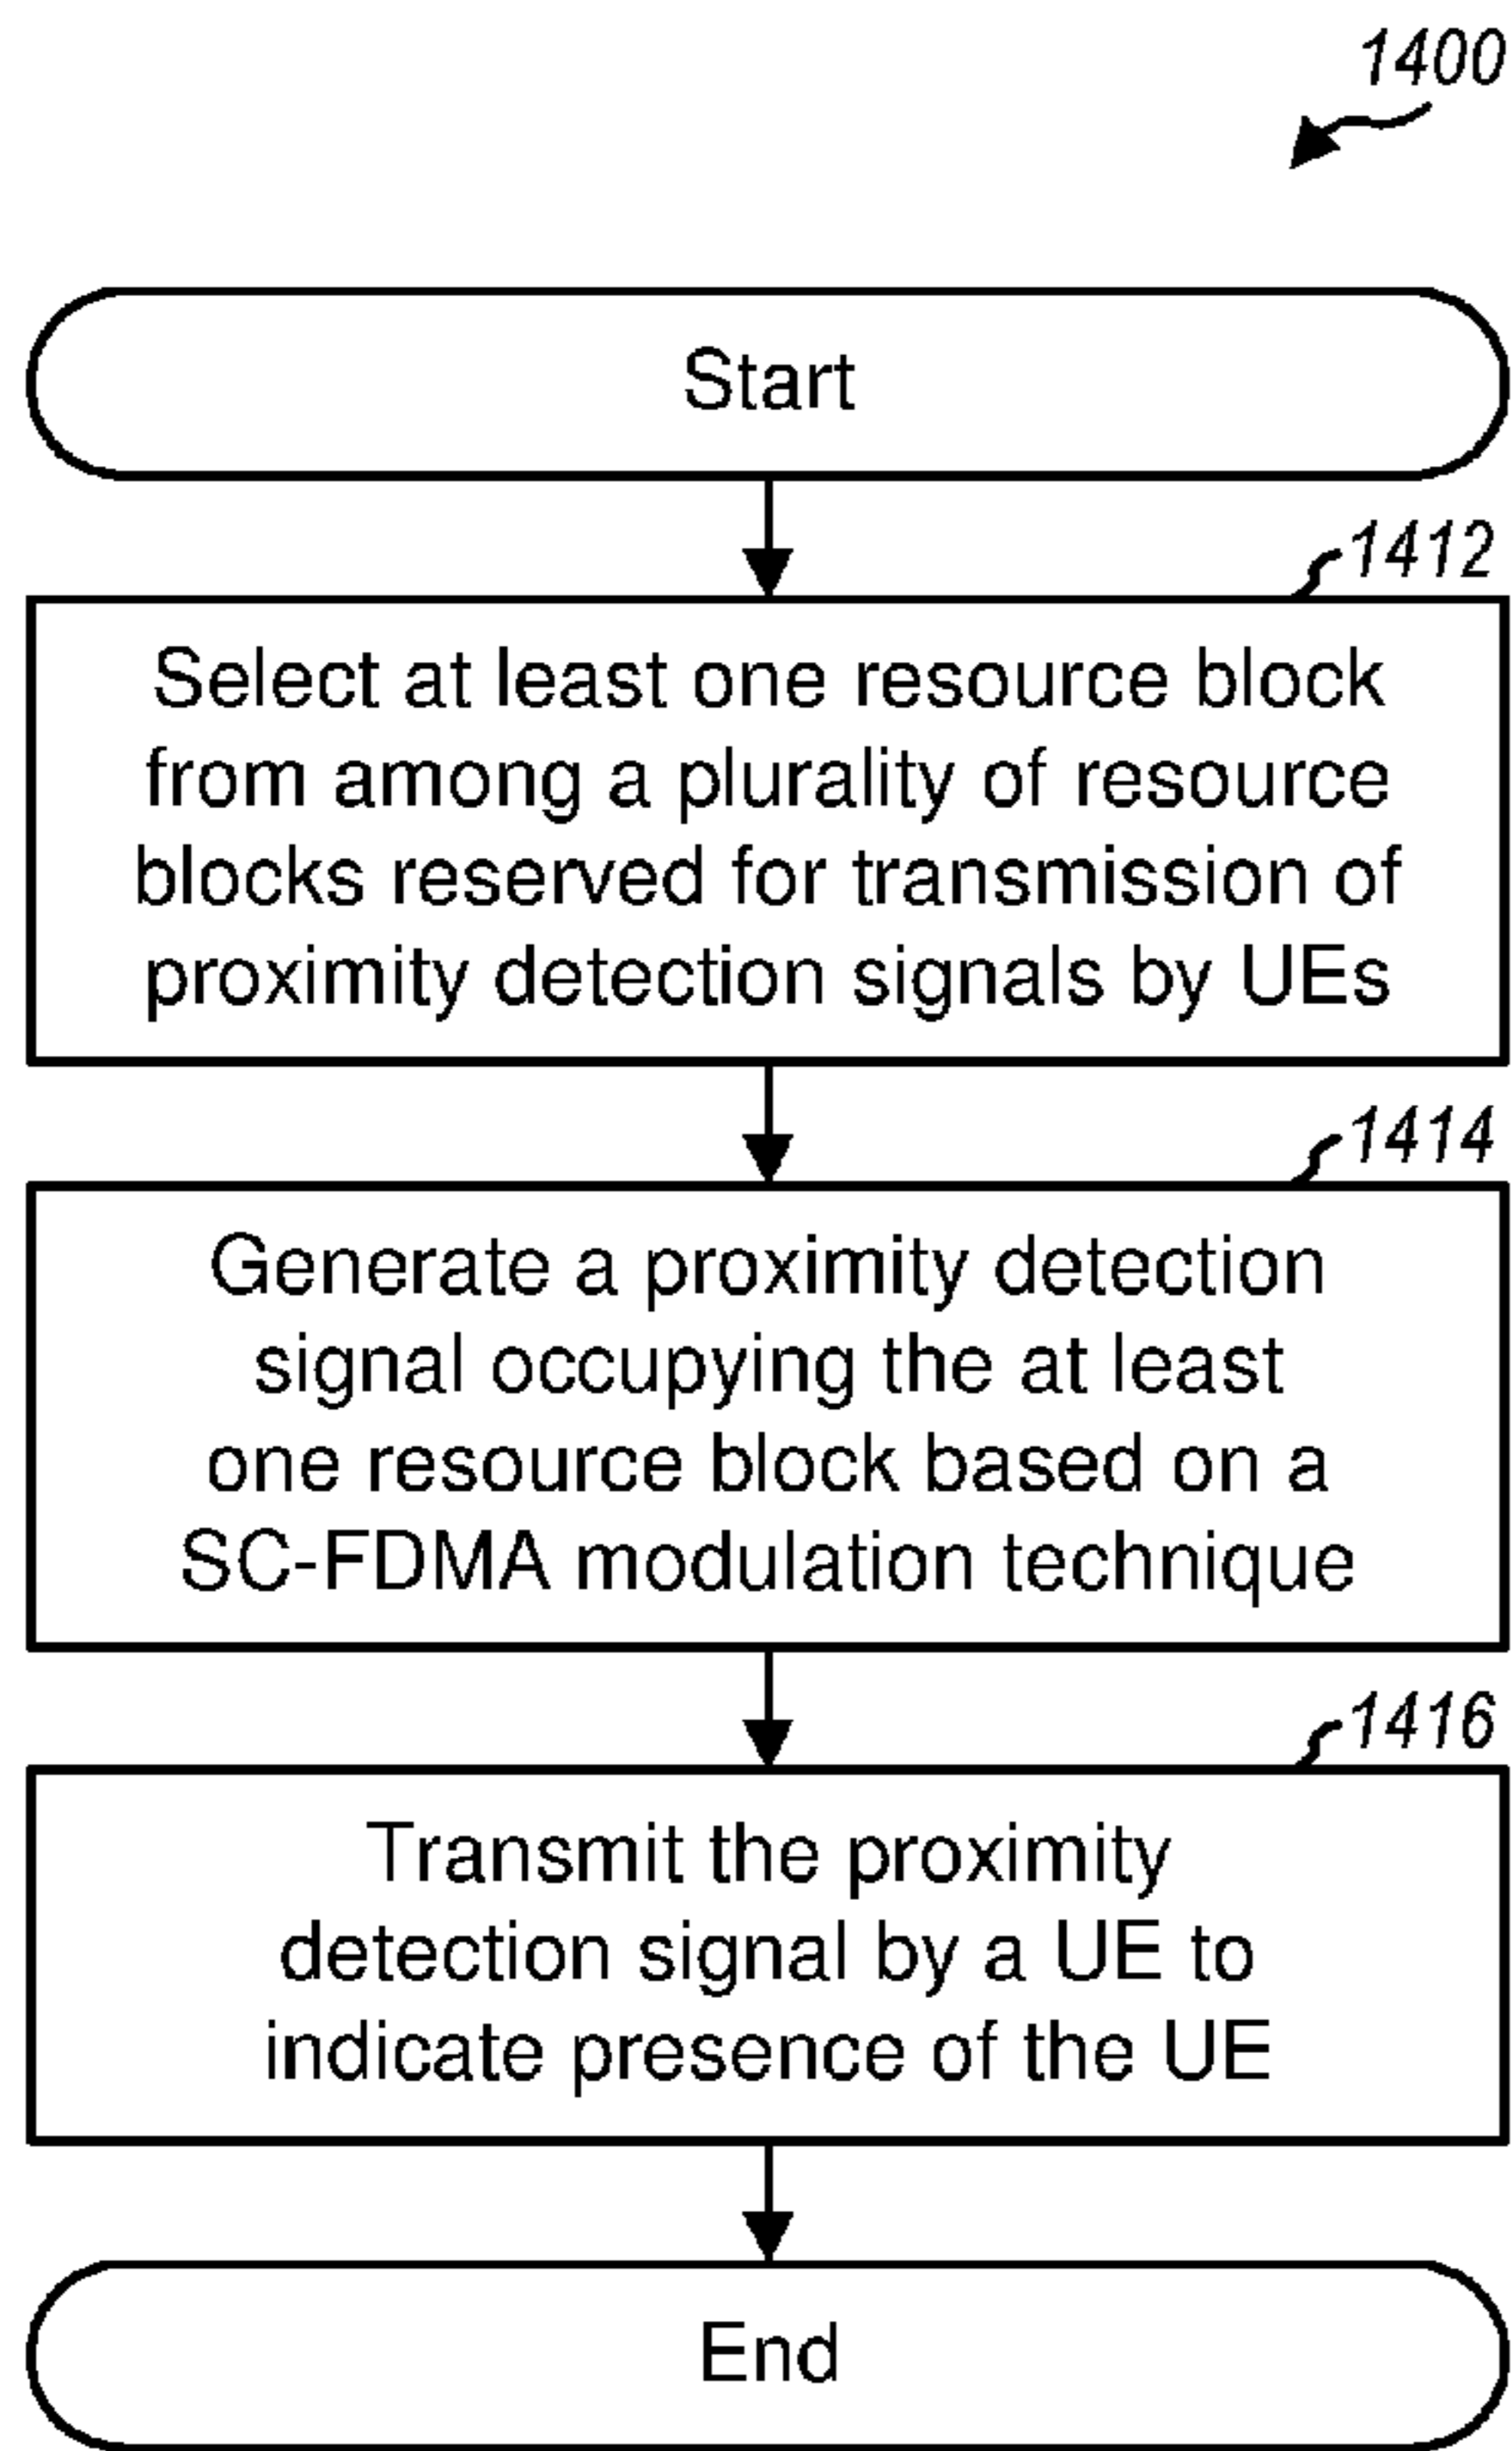 1400
Start
1412
Select at least one resource block
from among a plurality of resource
blocks reserved for transmission of
proximity detection signals by UEs
1414
Generate a proximity detection
signal occupying the at least
one resource block based on a
SC-FDMA modulation technique
1416
Transmit the proximity
detection signal by a UE to
indicate presence of the UE
End